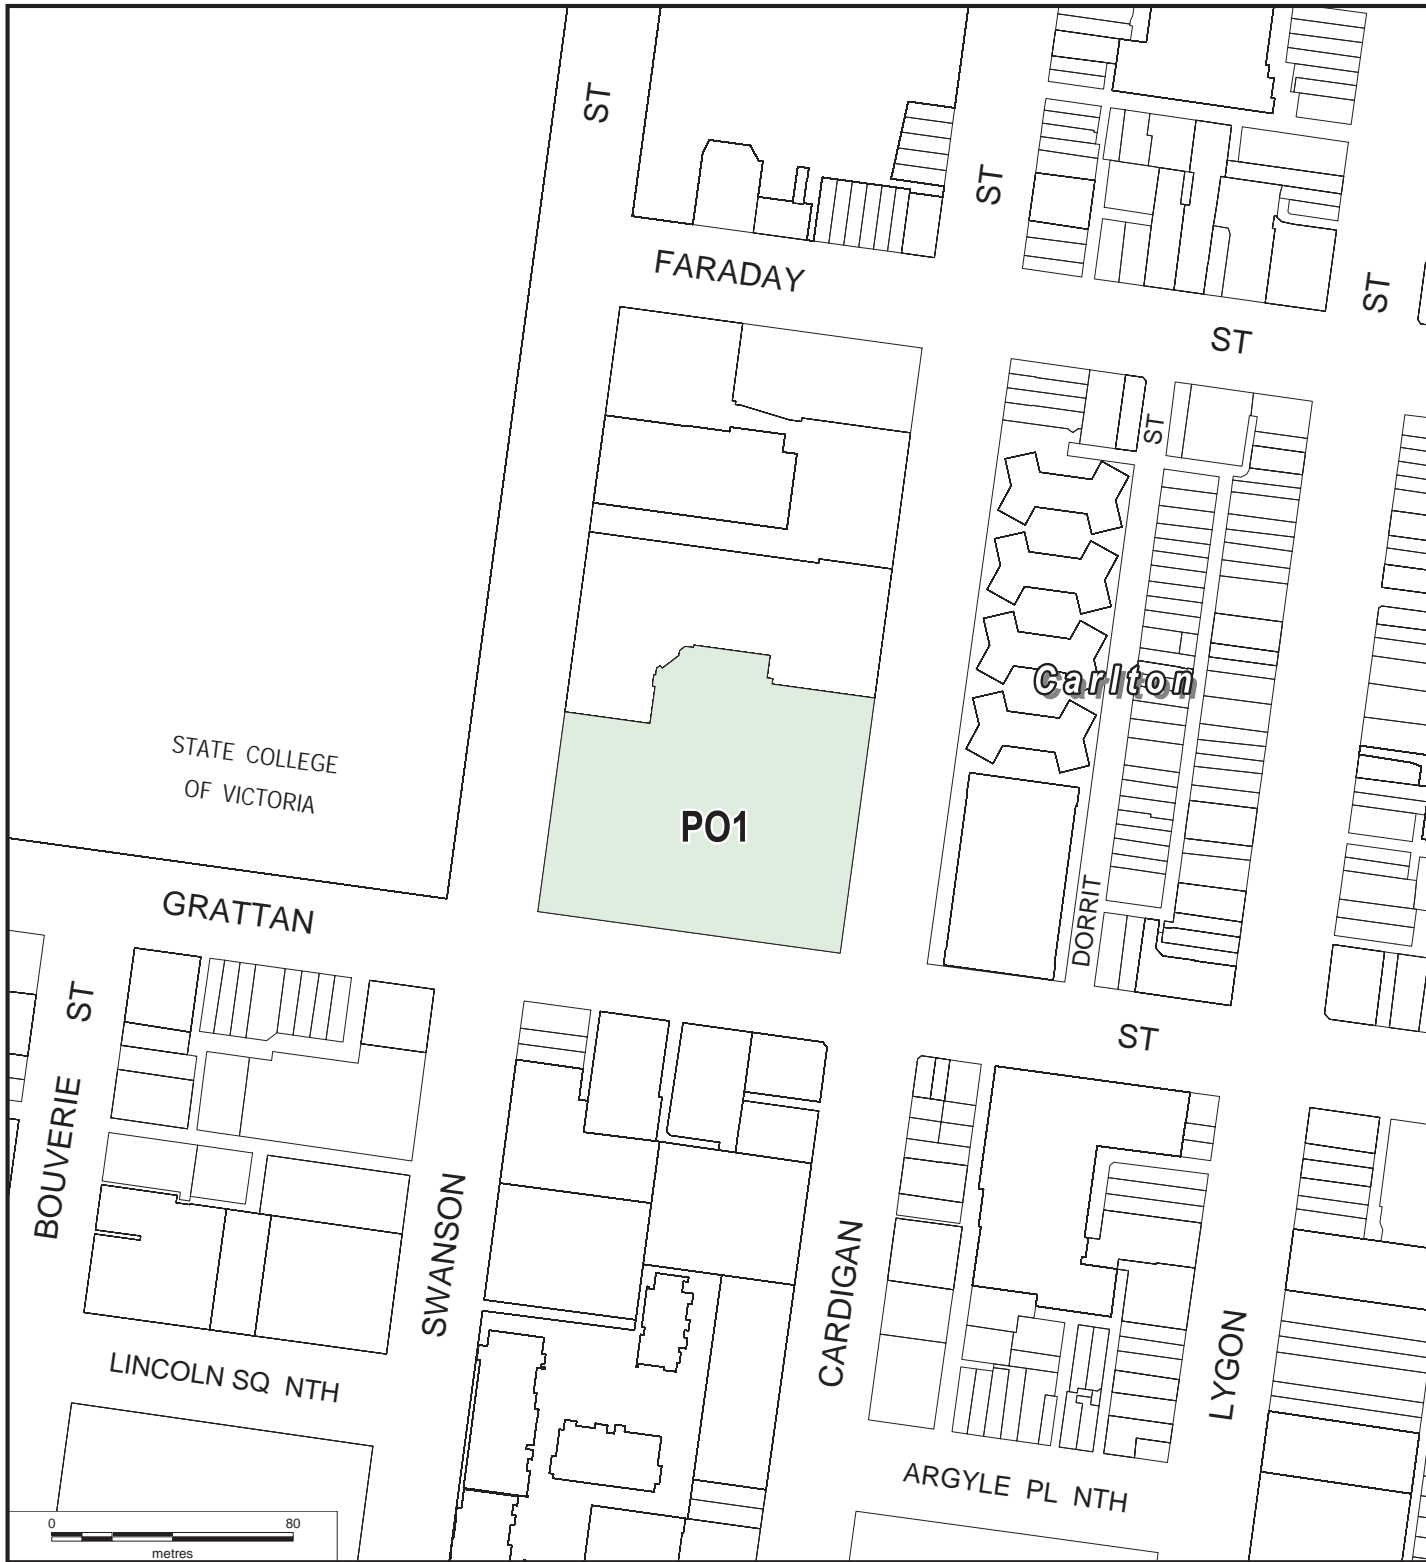 ST
ST
FARADAY
ST
ST
ST
Carlton
STATE COLLEGE
OF VICTORIA
PO1
GRATTAN
DORRIT
ST
ST
BOUVERIE
SWANSON
CARDIGAN
LYGON
LINCOLN SQ NTH
ARGYLE PL NTH
0 80
metres